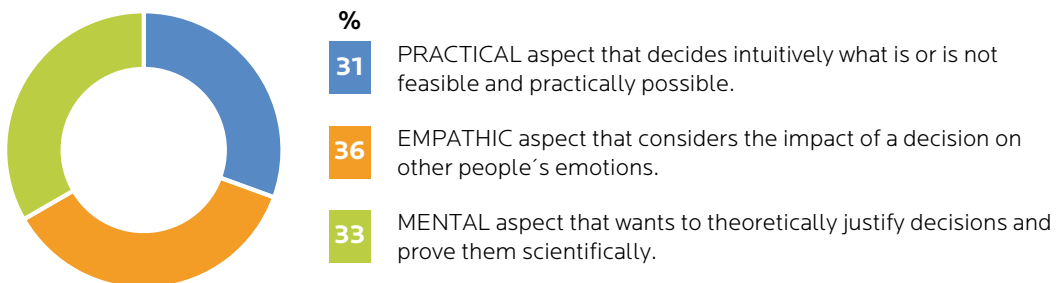 %
31
PRACTICAL aspect that decides intuitively what is or is not
feasible and practically possible.
36
EMPATHIC aspect that considers the impact of a decision on
other people´s emotions.
33
MENTAL aspect that wants to theoretically justify decisions and
prove them scientifically.